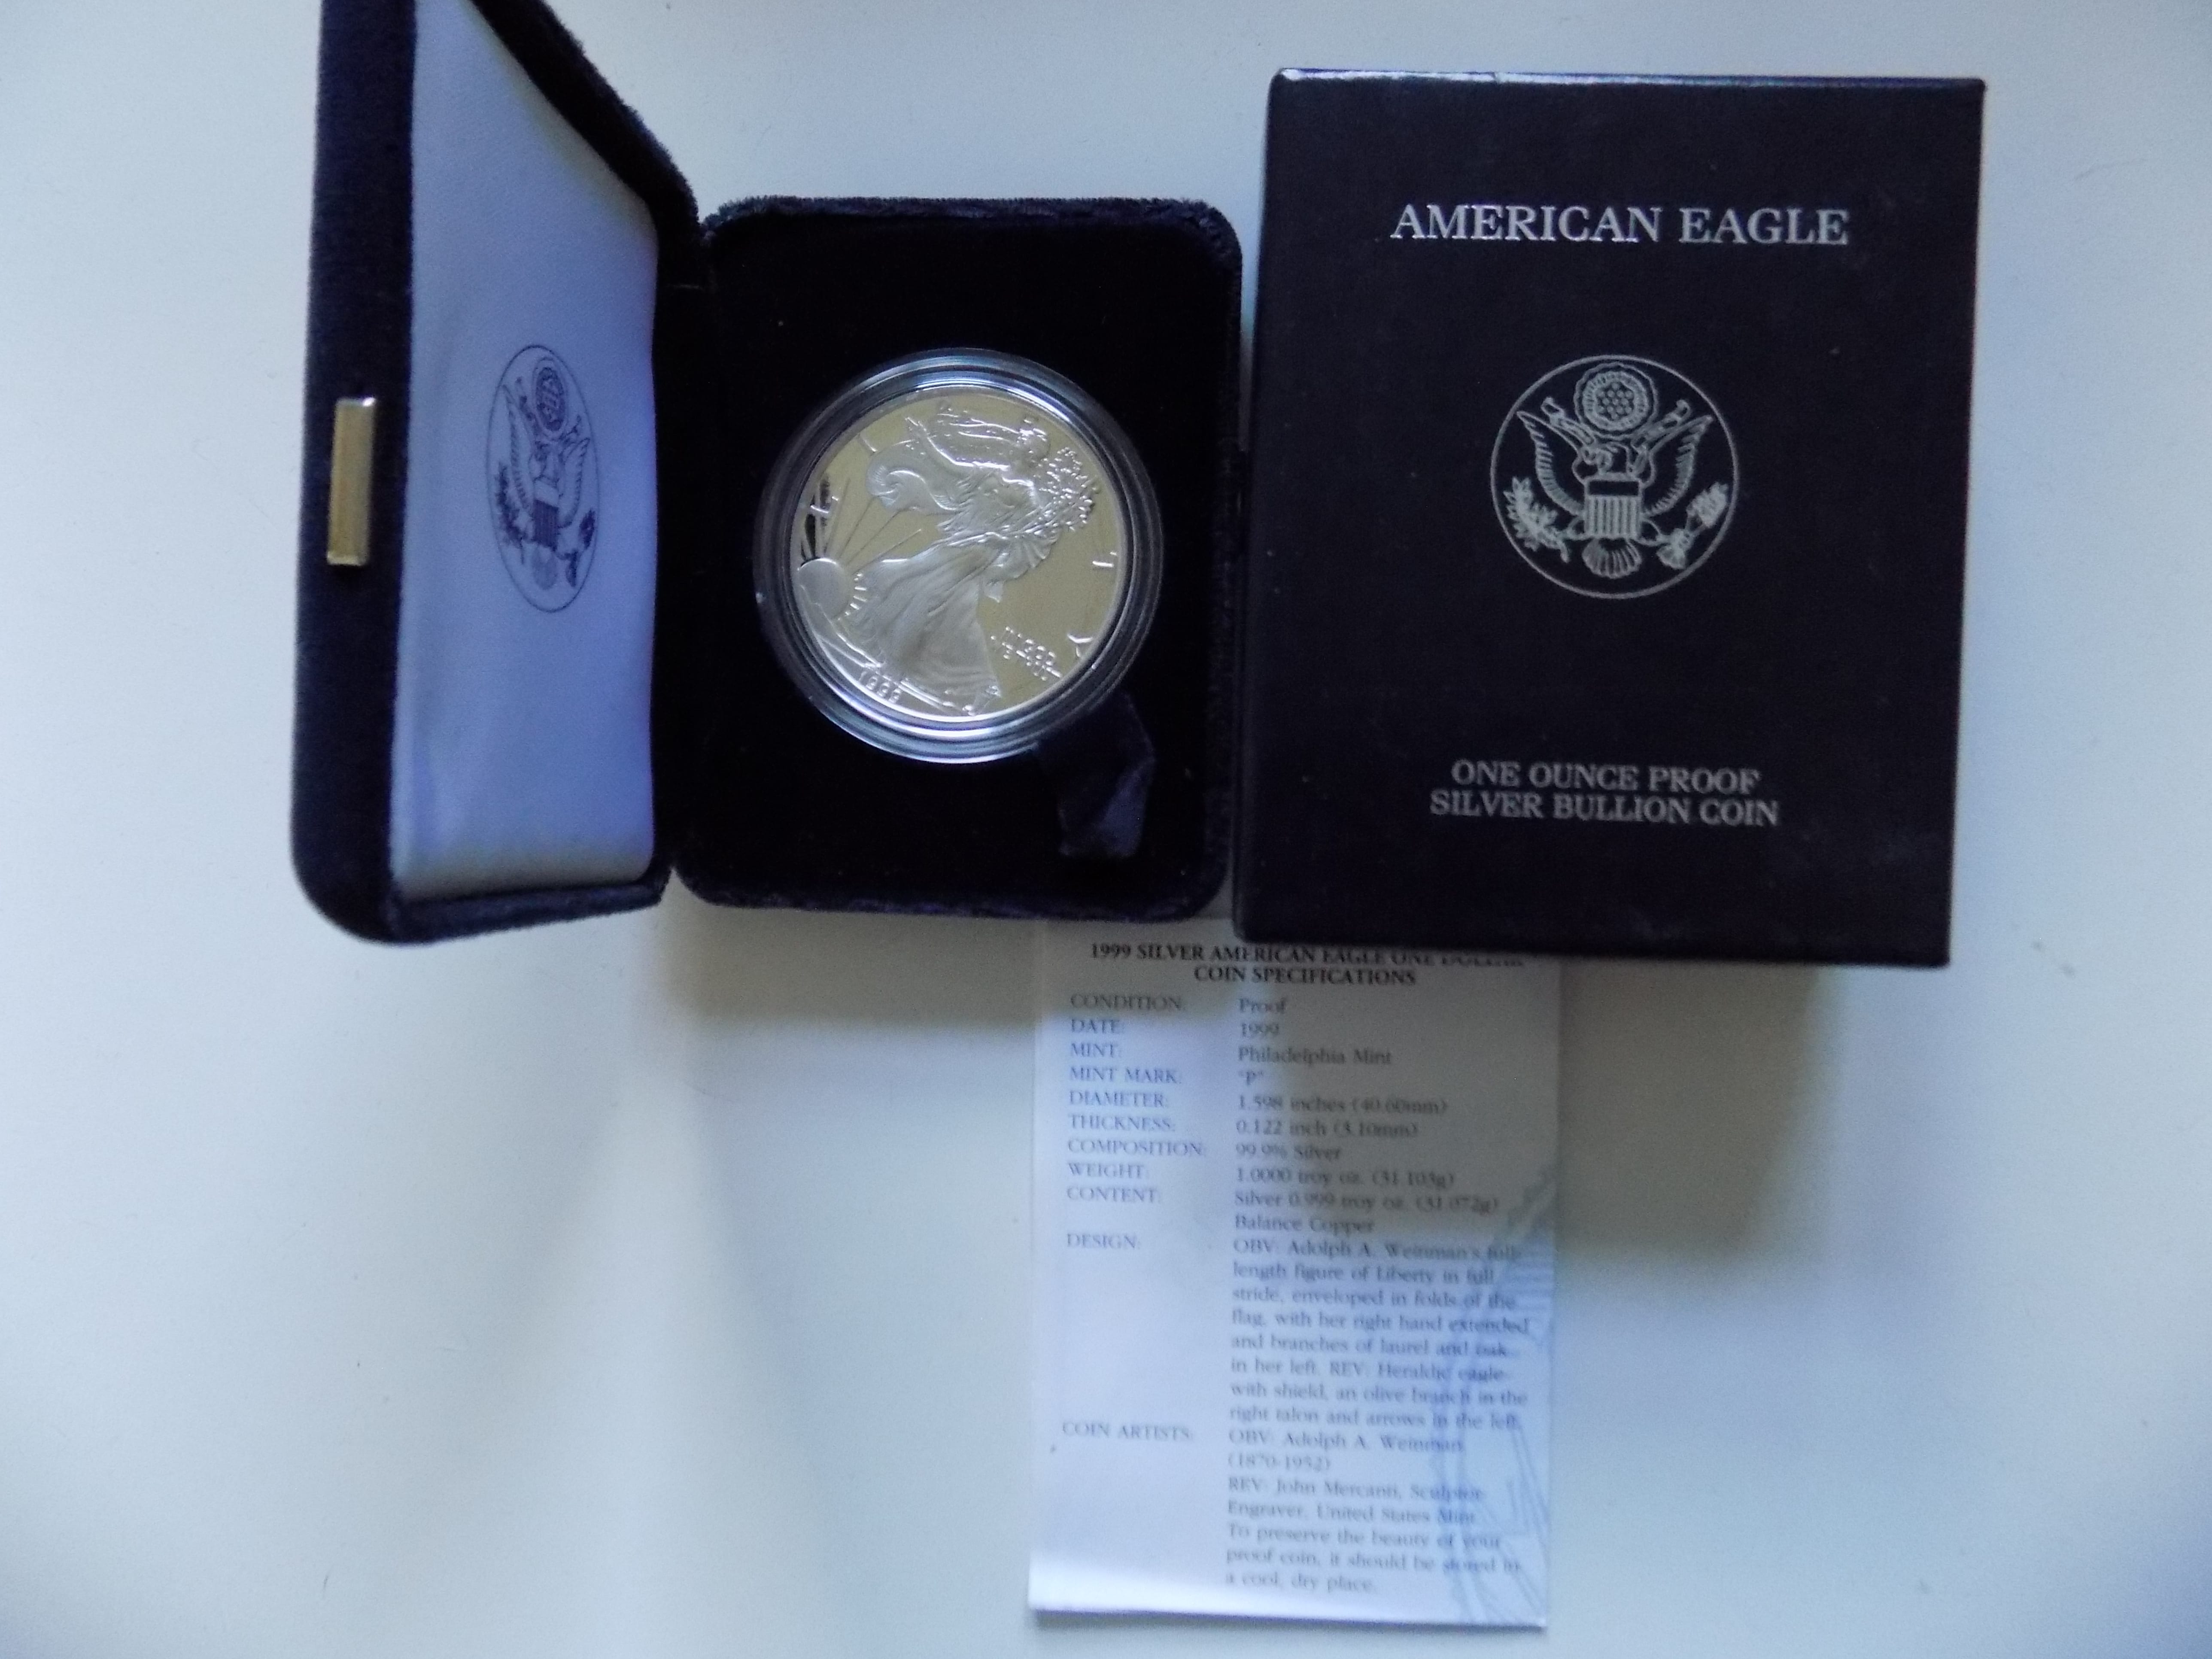 AMERICAN EAGLE
ONE OUNCE PROOF
SILVER BULLION COIN
1999
1999 SILVER AMERICAN EAGLE ONE DOLLAR
COIN SPECIFICATIONS
CONDITION: Proof
DATE: 1999
MINT: Philadelphia Mint
MINT MARK: "P"
DIAMETER: 1.598 inches (40.60mm)
THICKNESS: 0.122 inch (3.10mm)
COMPOSITION: 99.9% Silver
WEIGHT: 1.0000 troy oz. (31.103g)
CONTENT: Silver 0.999 troy oz. (31.072g)
Balance Copper
DESIGN: OBV: Adolph A. Weinman's full-
length figure of Liberty in full
stride, enveloped in folds of the
flag, with her right hand extended
and branches of laurel and oak
in her left. REV: Heraldic eagle
with shield, an olive branch in the
right talon and arrows in the left.
COIN ARTISTS: OBV: Adolph A. Weinman
(1870-1952)
REV: John Mercanti, Sculptor-
Engraver, United States Mint
To preserve the beauty of your
proof coin, it should be stored in
a cool, dry place.